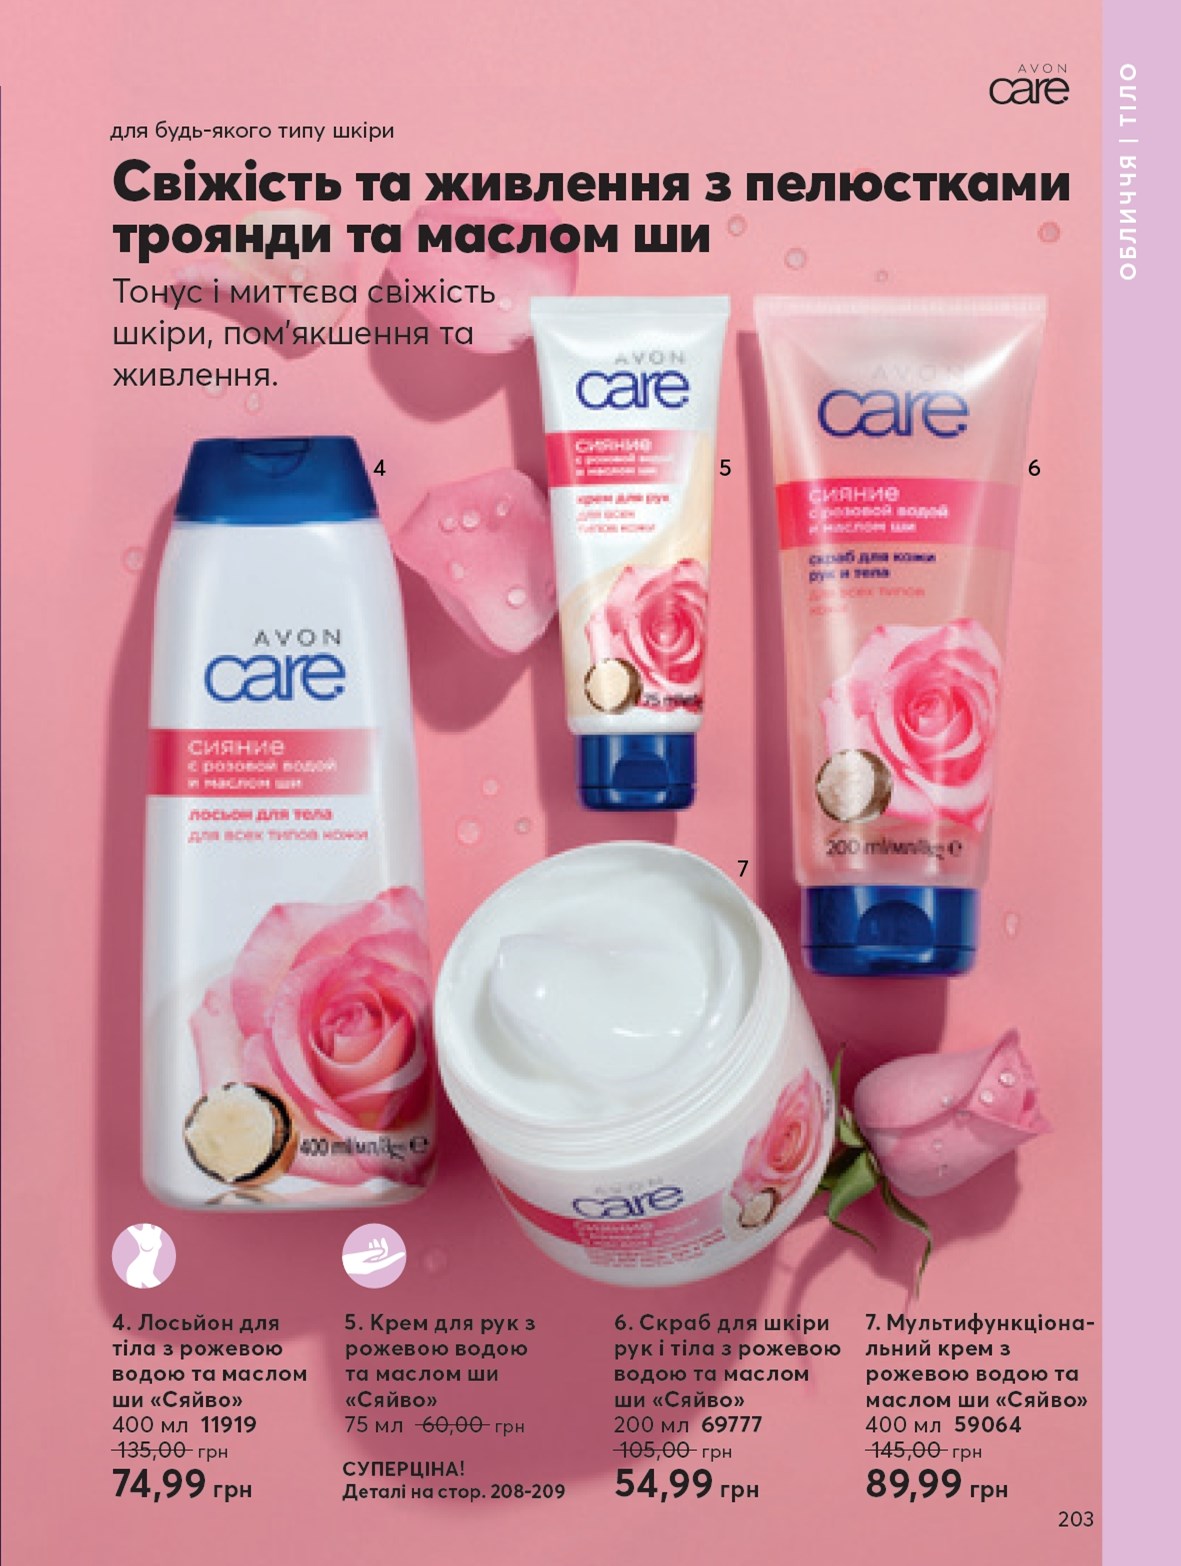 AVON
care
ОБЛИЧЧЯ | ТІЛО
для будь-якого типу шкіри
Свіжість та живлення з пелюстками
троянди та маслом ши
Тонус і миттєва свіжість
шкіри, пом'якшення та
живлення.
4
AVON
care
сияние
с розовой водой
и маслом ши
лосьон для тела
для всех типов кожи
400 ml/мл/
5
AVON
care
сияние
с розовой водой
и маслом ши
крем для рук
для всех
типов кожи
6
AVON
care
сияние
с розовой водой
и маслом ши
скраб для кожи
рук и тела
для всех типов
кожи
200 ml/мл/
7
AVON
care
сияние
4. Лосьйон для
тіла з рожевою
водою та маслом
ши «Сяйво»
400 мл 11919
135,00 грн
74,99 грн
5. Крем для рук з
рожевою водою
та маслом ши
«Сяйво»
75 мл 60,00 грн
СУПЕРЦІНА!
Деталі на стор. 208-209
6. Скраб для шкіри
рук і тіла з рожевою
водою та маслом
ши «Сяйво»
200 мл 69777
105,00 грн
54,99 грн
7. Мультифункціона-
льний крем з
рожевою водою та
маслом ши «Сяйво»
400 мл 59064
145,00 грн
89,99 грн
203